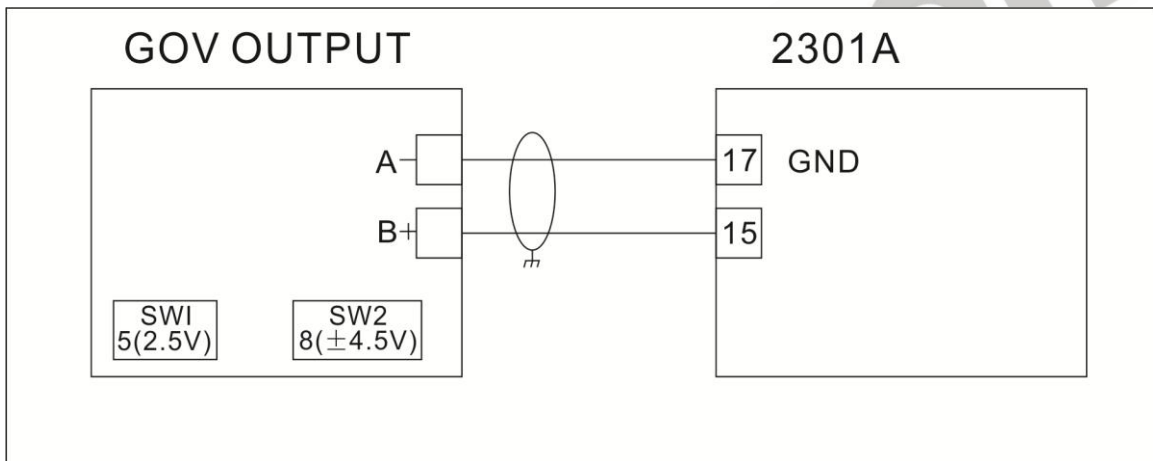 GOV OUTPUT
2301A
A−
17
GND
B+
15
SWI
5(2.5V)
SW2
8(±4.5V)